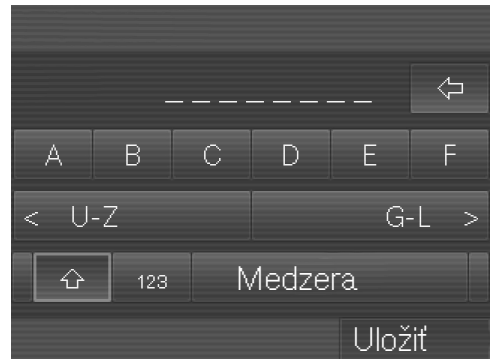 _ _ _ _ _ _ _ _
A B C D E F
< U-Z G-L >
123 Medzera
Uložiť